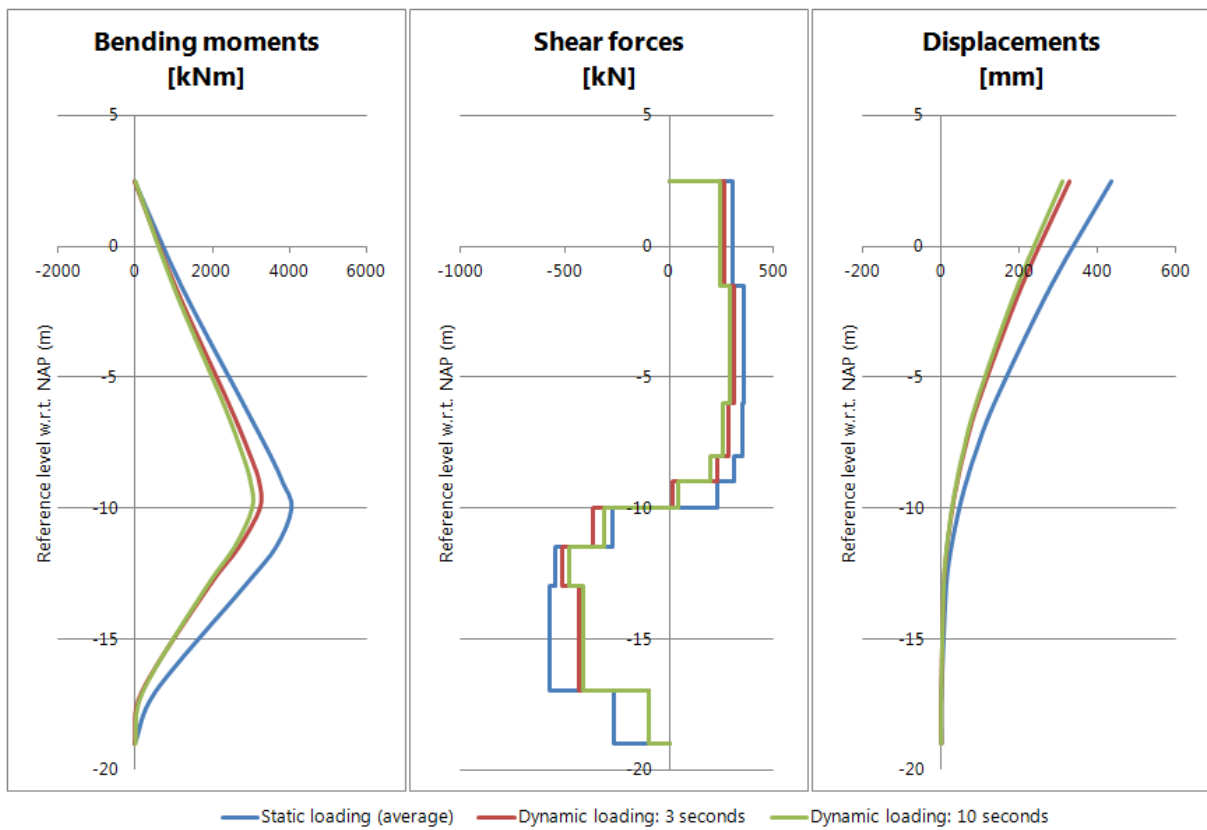 Bending moments
[kNm]
5
0
-2000 0 2000 4000 6000
-5
-10
-15
-20
Reference level w.r.t. NAP (m)
Shear forces
[kN]
5
0
-1000 -500 0 500
-5
-10
-15
-20
Reference level w.r.t. NAP (m)
Displacements
[mm]
5
0
-200 0 200 400 600
-5
-10
-15
-20
Reference level w.r.t. NAP (m)
Static loading (average) Dynamic loading: 3 seconds Dynamic loading: 10 seconds